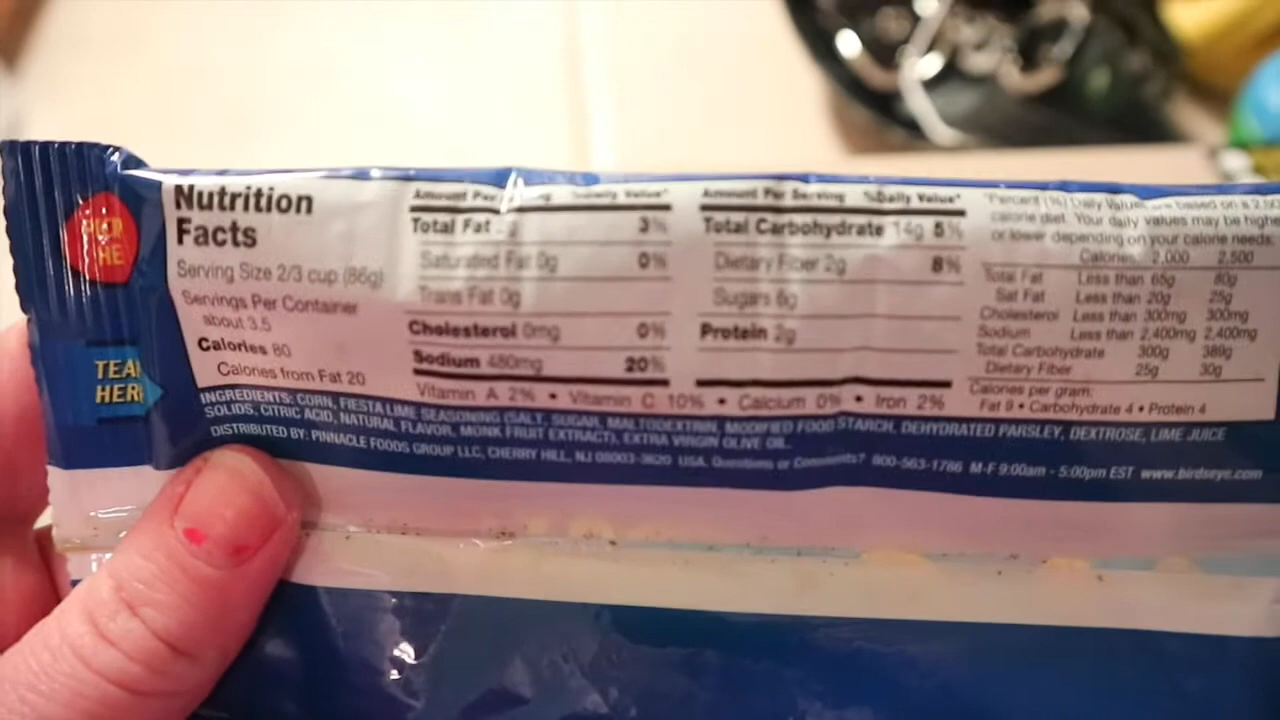 TEAR
HERE
Nutrition
Facts
Serving Size 2/3 cup (86g)
Servings Per Container
about 3.5
Calories 80
Calories from Fat 20
Amount Per %Daily Value*
Total Fat 3%
Saturated Fat 0g 0%
Trans Fat 0g
Cholesterol 0mg 0%
Sodium 480mg 20%
Amount Per Serving %Daily Value*
Total Carbohydrate 14g 5%
Dietary Fiber 2g 8%
Sugars 6g
Protein 2g
Vitamin A 2% • Vitamin C 10% • Calcium 0% • Iron 2%
*Percent (%) Daily Values are based on a 2,
calorie diet. Your daily values may be highe
or lower depending on your calorie needs:
Calories: 2,000 2,500
Total Fat Less than 65g 80g
Sat Fat Less than 20g 25g
Cholesterol Less than 300mg 300mg
Sodium Less than 2,400mg 2,400mg
Total Carbohydrate 300g 389g
Dietary Fiber 25g 30g
Calories per gram:
Fat 9 • Carbohydrate 4 • Protein 4
INGREDIENTS: CORN, FIESTA LIME SEASONING (SALT, SUGAR, MALTODEXTRIN, MODIFIED FOOD STARCH, DEHYDRATED PARSLEY, DEXTROSE, LIME JUICE
SOLIDS, CITRIC ACID, NATURAL FLAVOR, MONK FRUIT EXTRACT), EXTRA VIRGIN OLIVE OIL.
DISTRIBUTED BY: PINNACLE FOODS GROUP LLC, CHERRY HILL, NJ 08003-3620 USA. Questions or Comments? 800-563-1786 M-F 9:00am - 5:00pm EST www.birdseye.com